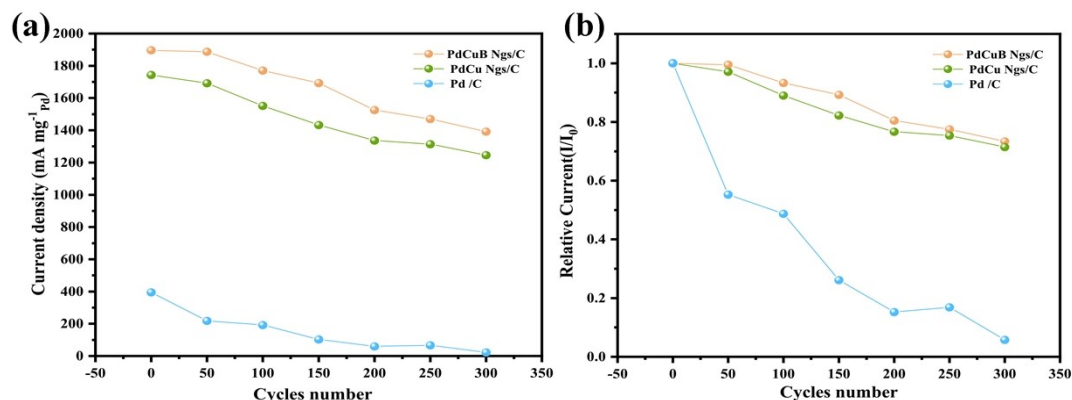 (a)
2000
1800
1600
1400
1200
1000
800
600
400
200
0
Current density (mA mg⁻¹Pd)
PdCuB Ngs/C
PdCu Ngs/C
Pd /C
-50 0 50 100 150 200 250 300 350
Cycles number
(b)
1.0
0.8
0.6
0.4
0.2
0.0
Relative Current(I/I₀)
PdCuB Ngs/C
PdCu Ngs/C
Pd /C
-50 0 50 100 150 200 250 300 350
Cycles number